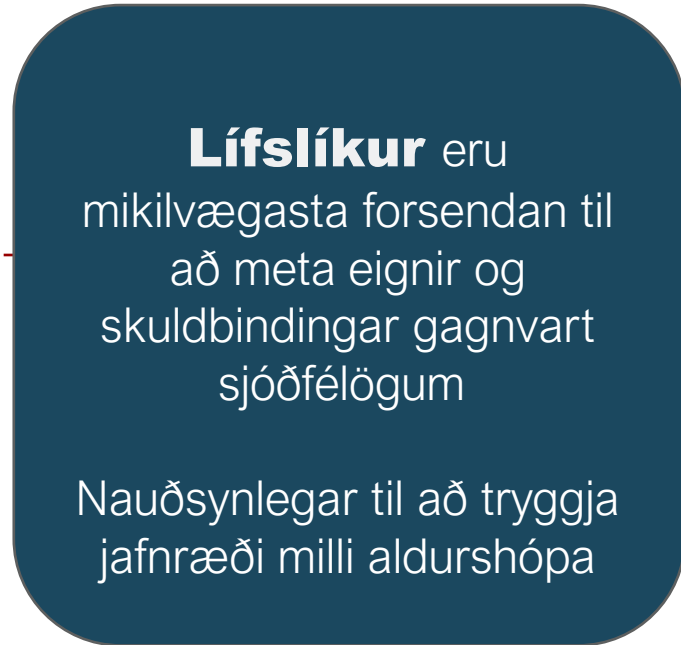 Lífslíkur eru
mikilvægasta forsendan til
að meta eignir og
skuldbindingar gagnvart
sjóðfélögum
Nauðsynlegar til að tryggja
jafnræði milli aldurshópa